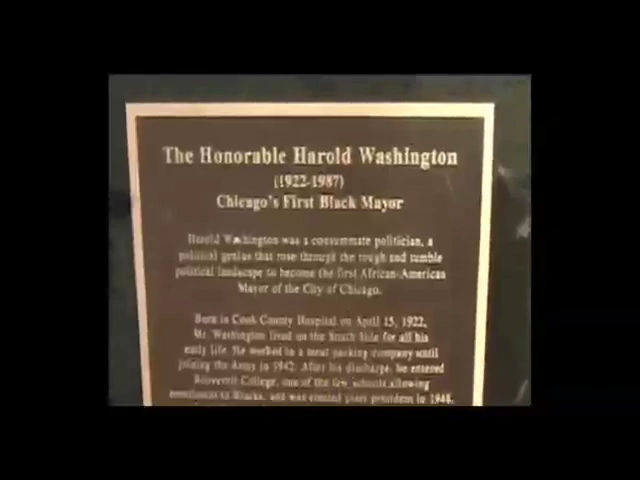 The Honorable Harold Washington
(1922-1987)
Chicago's First Black Mayor
Harold Washington was a consummate politician, a
political genius that rose through the rough and tumble
political landscape to become the first African-American
Mayor of the City of Chicago.
Born in Cook County Hospital on April 15, 1922,
Mr. Washington lived on the South Side for all his
early life. He worked in a meat packing company until
joining the Army in 1942. After his discharge, he entered
Roosevelt College, one of the few schools allowing
enrollment to Blacks, and was elected class president in 1948.